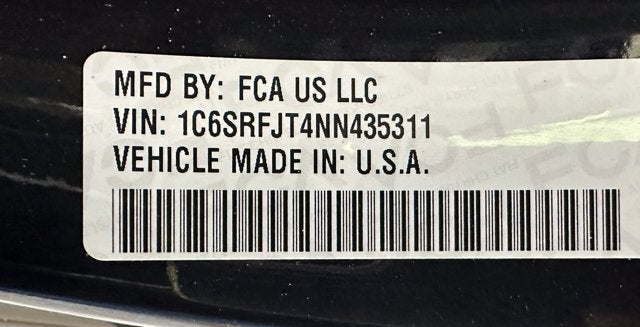 MFD BY: FCA US LLC
VIN: 1C6SRFJT4NN435311
VEHICLE MADE IN: U.S.A.